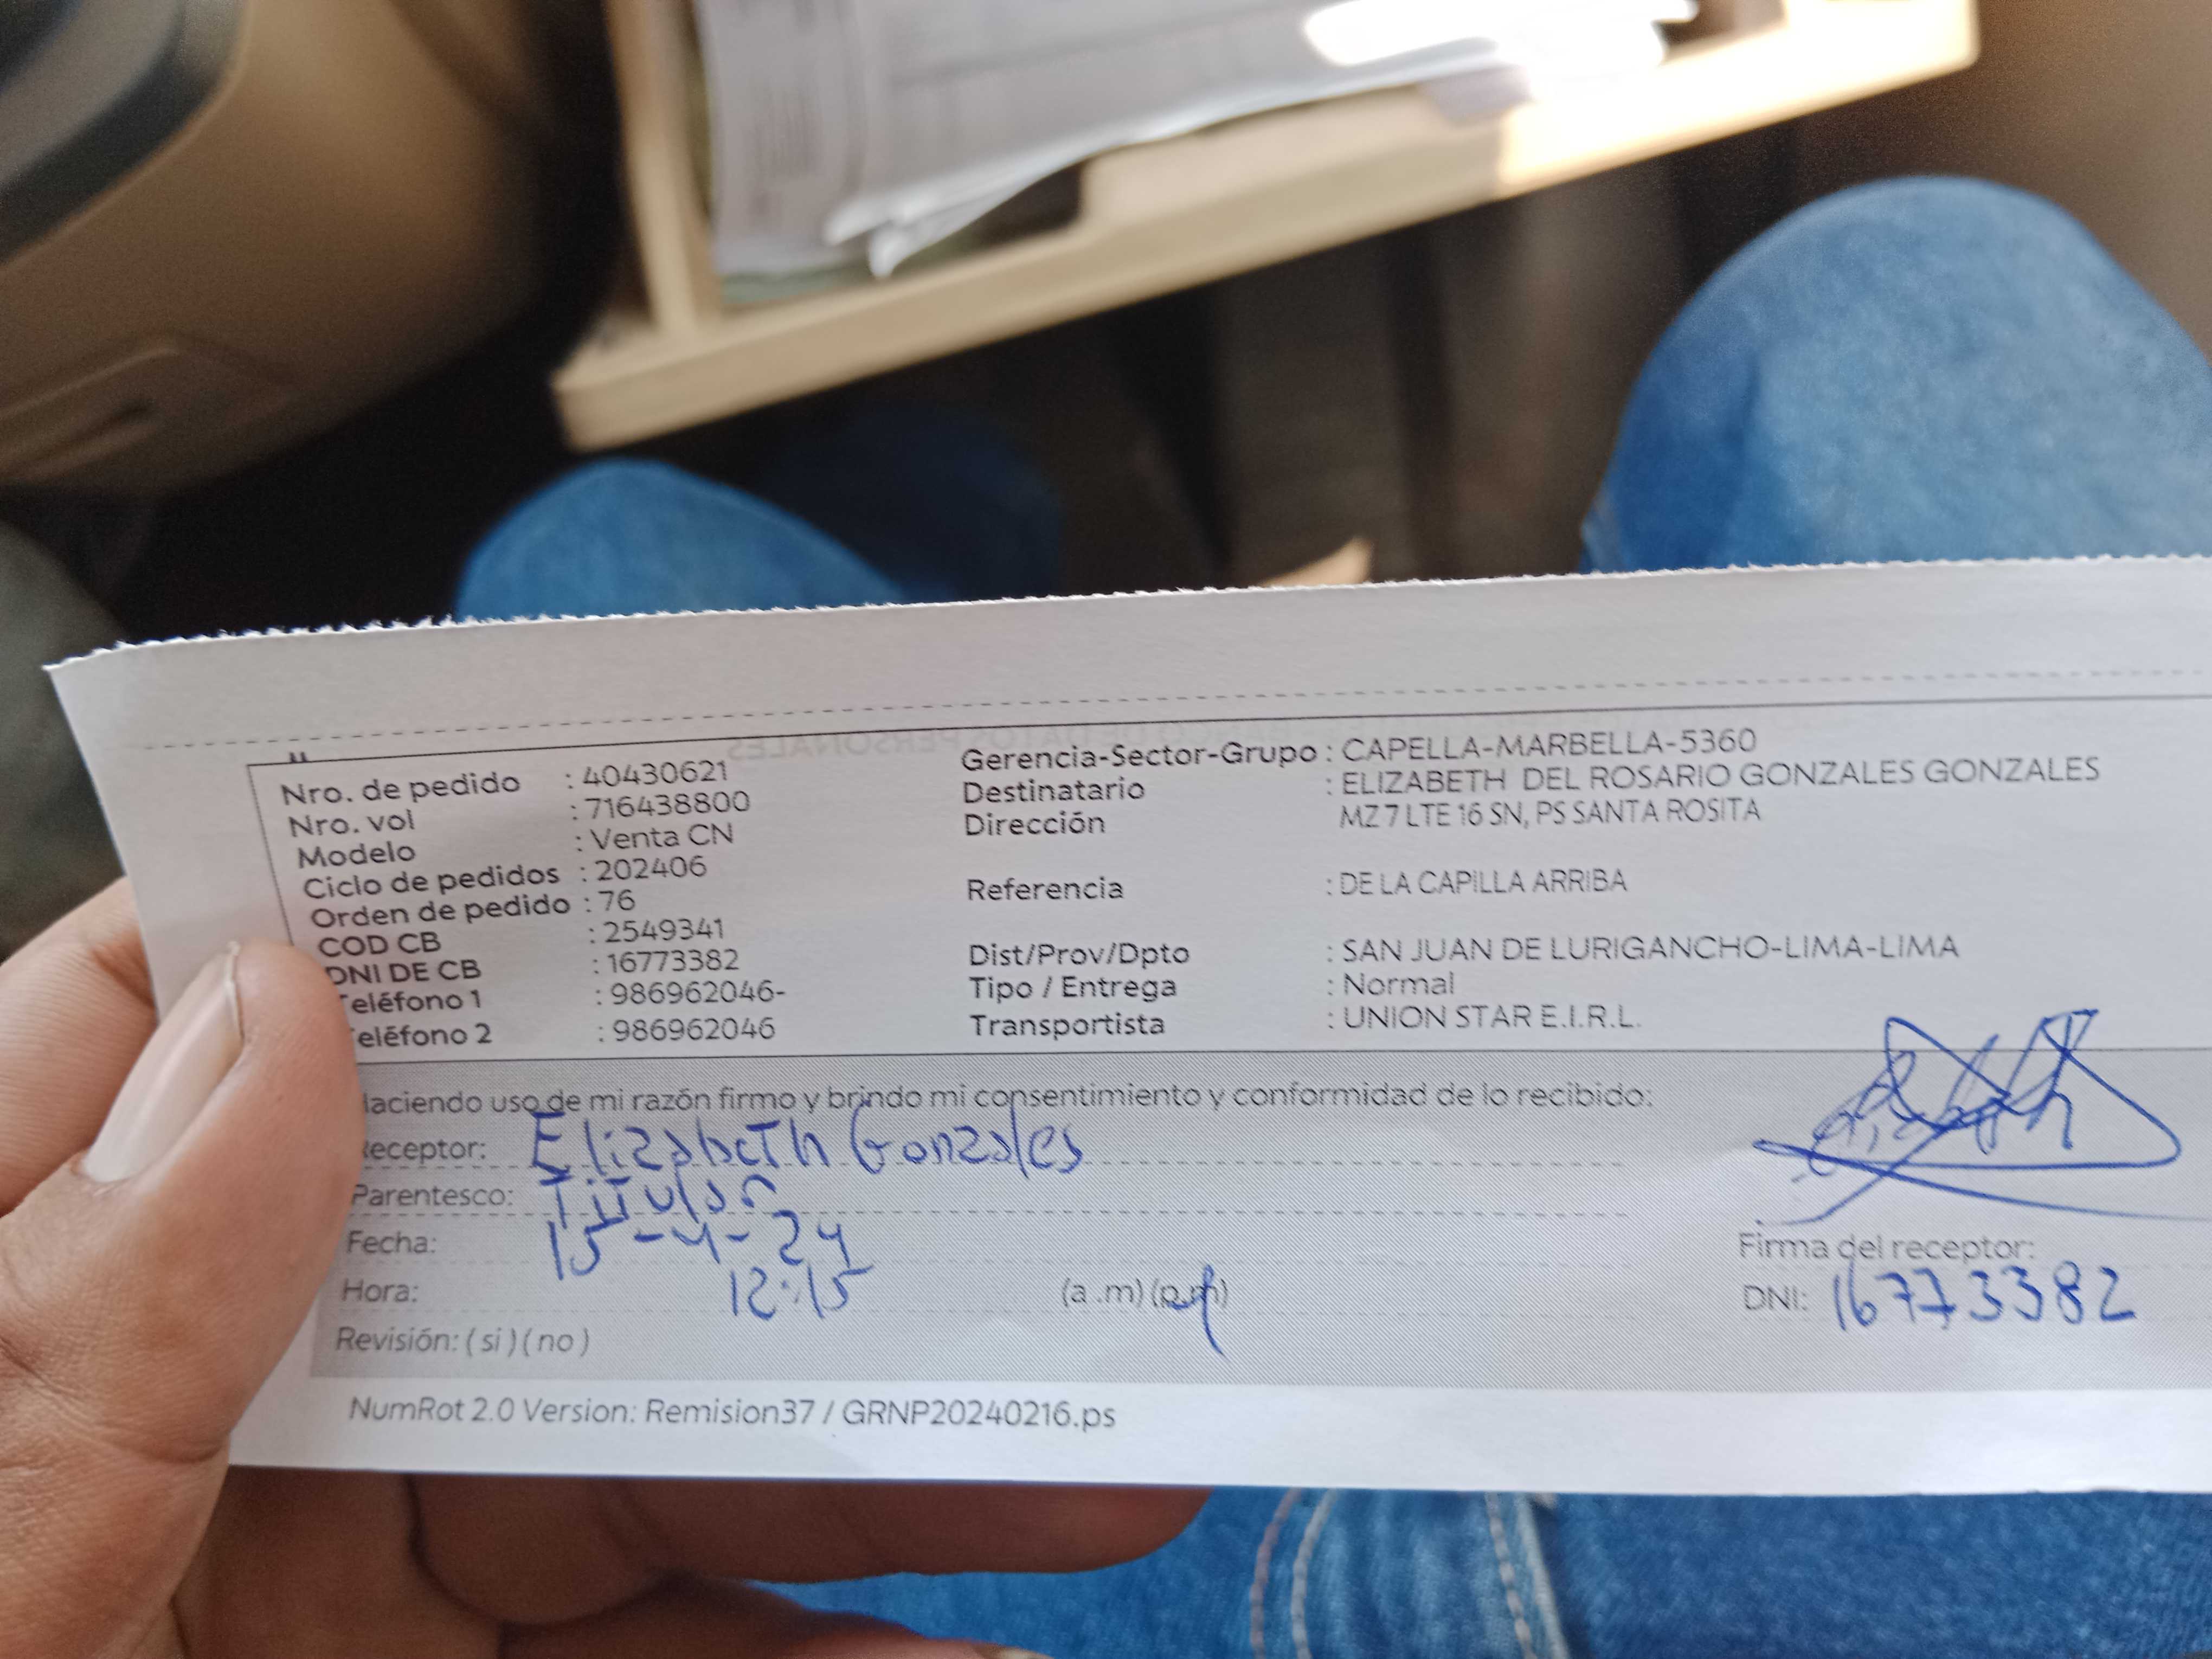 Nro. de pedido : 40430621
Nro. vol : 716438800
Modelo : Venta CN
Ciclo de pedidos : 202406
Orden de pedido : 76
COD CB : 2549341
DNI DE CB : 16773382
eléfono 1 : 986962046-
eléfono 2 : 986962046
Gerencia-Sector-Grupo : CAPELLA-MARBELLA-5360
Destinatario : ELIZABETH DEL ROSARIO GONZALES GONZALES
Dirección MZ 7 LTE 16 SN, PS SANTA ROSITA
Referencia : DE LA CAPILLA ARRIBA
Dist/Prov/Dpto : SAN JUAN DE LURIGANCHO-LIMA-LIMA
Tipo / Entrega : Normal
Transportista : UNION STAR E.I.R.L.
aciendo uso de mi razón firmo y brindo mi consentimiento y conformidad de lo recibido:
eceptor: Elizabeth Gonzales
Parentesco: Titular
Fecha: 15-4-24
Hora: 12:15 (a .m) (p.m)
Revisión: ( si ) ( no )
Firma del receptor:
DNI: 16773382
NumRot 2.0 Version: Remision37 / GRNP20240216.ps